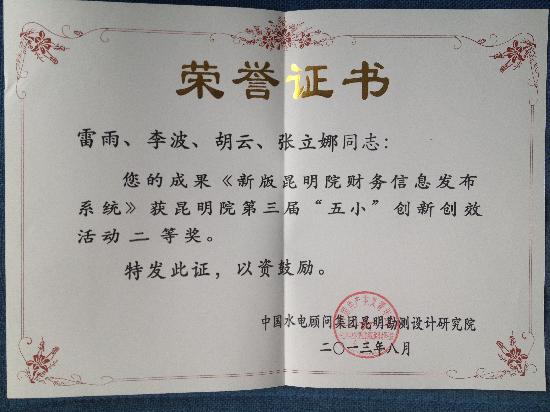 荣誉证书
雷雨、李波、胡云、张立娜同志：
您的成果《新版昆明院财务信息发布
系统》获昆明院第三届“五小”创新创效
活动二等奖。
特发此证，以资鼓励。
中国水电顾问集团昆明勘测设计研究院
二〇一三年八月